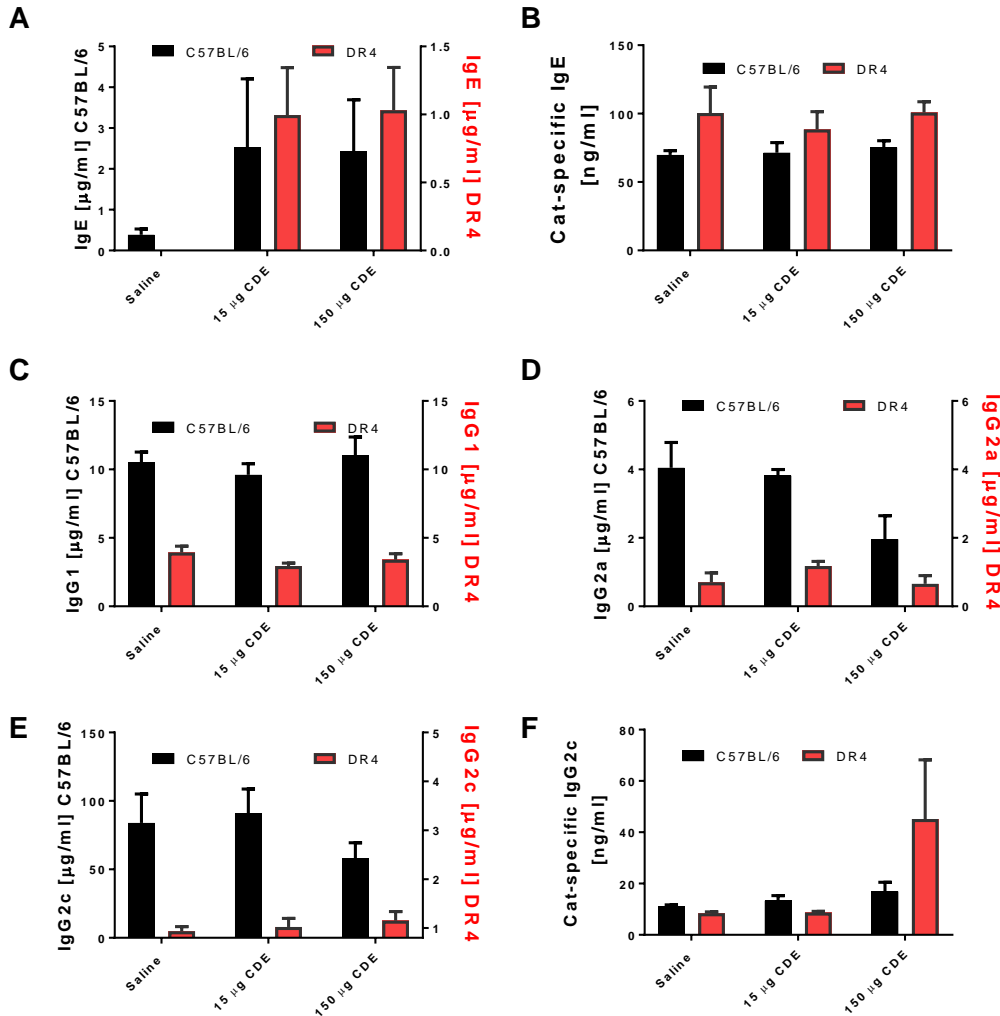 A
IgE [µg/ml] C57BL/6
C57BL/6
DR4
5
4
3
2
1
0
1.5
1.0
0.5
0.0
IgE [µg/ml] DR4
Saline
15 µg CDE
150 µg CDE
B
Cat-specific IgE
[ng/ml]
C57BL/6
DR4
150
100
50
0
Saline
15 µg CDE
150 µg CDE
C
IgG1 [µg/ml] C57BL/6
C57BL/6
DR4
15
10
5
0
15
10
5
0
IgG1 [µg/ml] DR4
Saline
15 µg CDE
150 µg CDE
D
IgG2a [µg/ml] C57BL/6
C57BL/6
DR4
6
4
2
0
6
4
2
0
IgG2a [µg/ml] DR4
Saline
15 µg CDE
150 µg CDE
E
IgG2c [µg/ml] C57BL/6
C57BL/6
DR4
150
100
50
0
5
4
3
2
1
IgG2c [µg/ml] DR4
Saline
15 µg CDE
150 µg CDE
F
Cat-specific IgG2c
[ng/ml]
C57BL/6
DR4
80
60
40
20
0
Saline
15 µg CDE
150 µg CDE